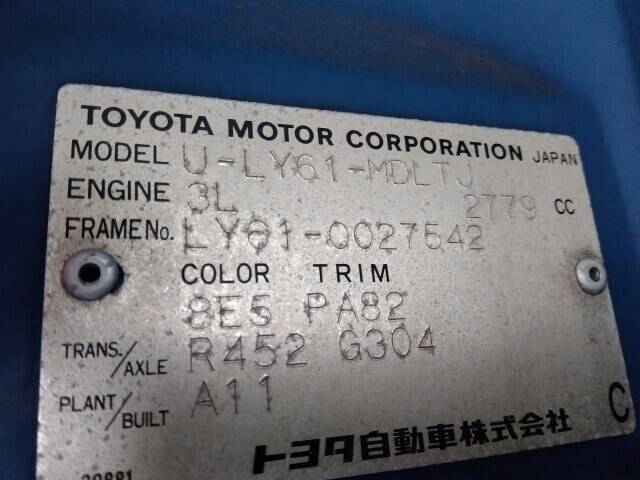 TOYOTA MOTOR CORPORATION JAPAN
MODEL U-LY61-MDLTJ
ENGINE 3L 2779 CC
FRAME No. LY61-0027542
COLOR TRIM
8E5 PA82
TRANS./AXLE R452 G304
PLANT/BUILT A11
C
トヨタ自動車株式会社